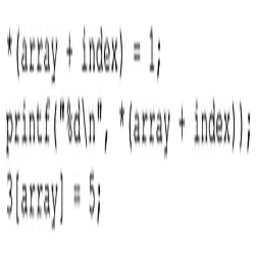 *(array + index) = 1;
printf("%d\n", *(array + index));
3[array] = 5;